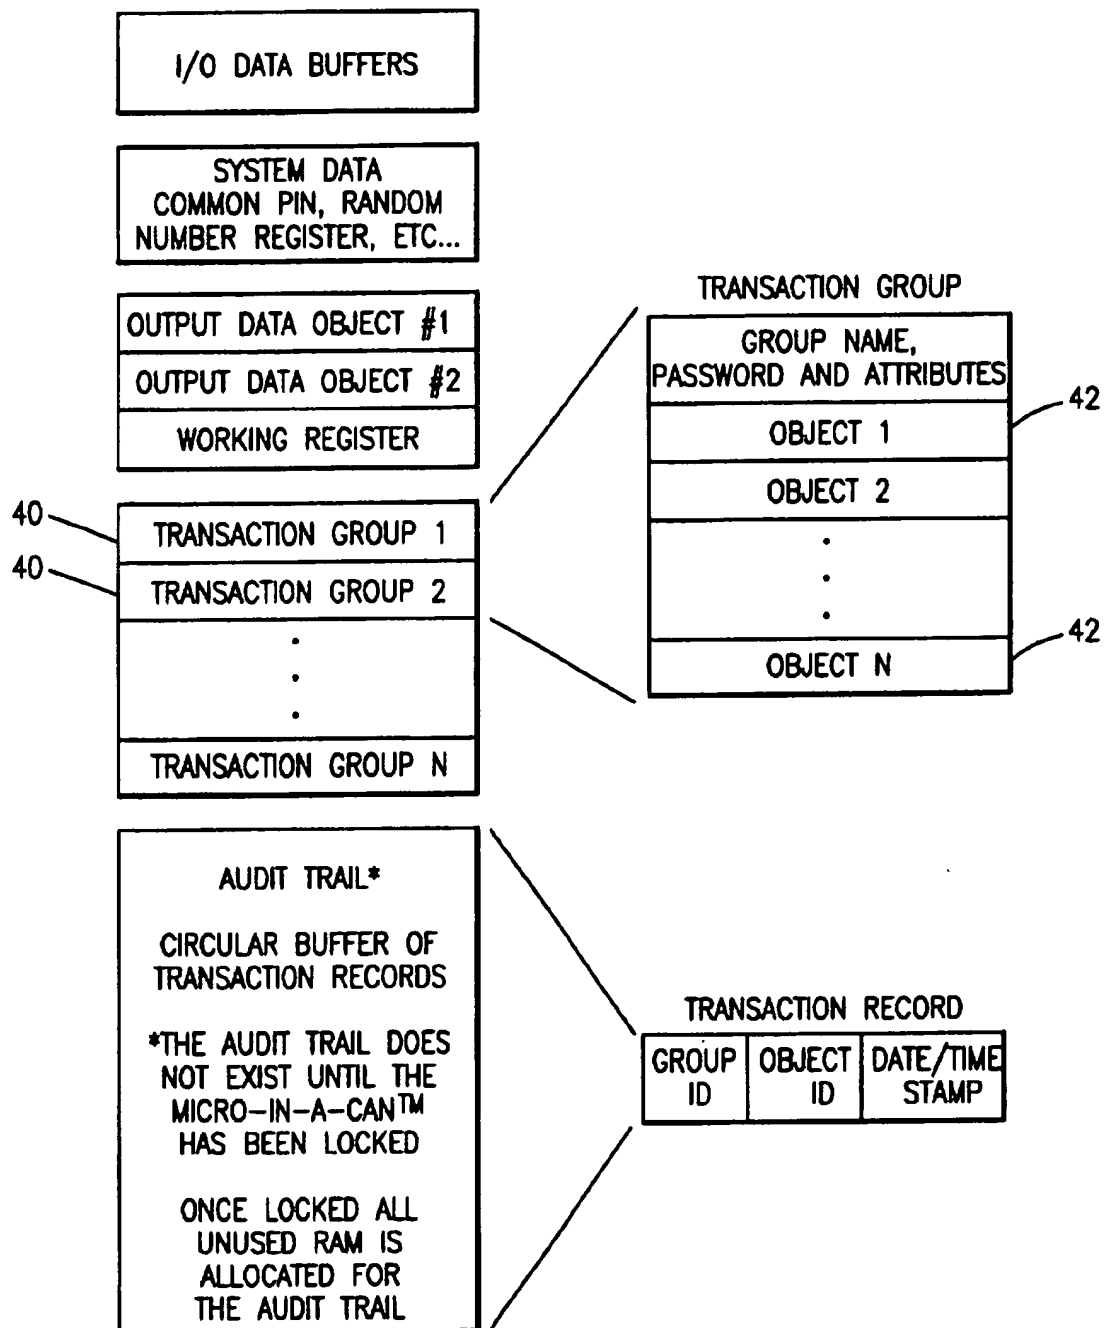 I/O DATA BUFFERS
SYSTEM DATA
COMMON PIN, RANDOM
NUMBER REGISTER, ETC...
OUTPUT DATA OBJECT #1
OUTPUT DATA OBJECT #2
WORKING REGISTER
40
TRANSACTION GROUP 1
40
TRANSACTION GROUP 2
TRANSACTION GROUP N
TRANSACTION GROUP
GROUP NAME,
PASSWORD AND ATTRIBUTES
42
OBJECT 1
OBJECT 2
42
OBJECT N
AUDIT TRAIL*
CIRCULAR BUFFER OF
TRANSACTION RECORDS
*THE AUDIT TRAIL DOES
NOT EXIST UNTIL THE
MICRO-IN-A-CAN™
HAS BEEN LOCKED
ONCE LOCKED ALL
UNUSED RAM IS
ALLOCATED FOR
THE AUDIT TRAIL
TRANSACTION RECORD
GROUP ID
OBJECT ID
DATE/TIME STAMP